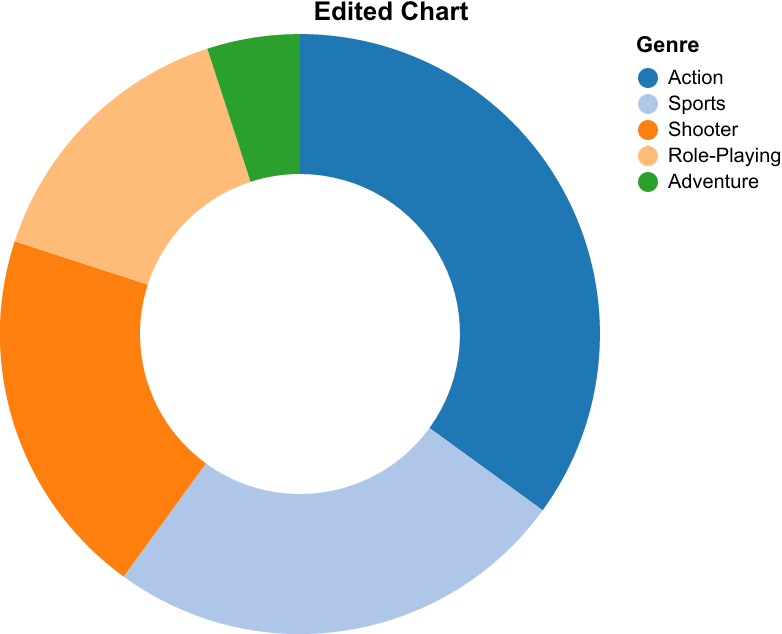 Edited Chart
Genre
Action
Sports
Shooter
Role-Playing
Adventure